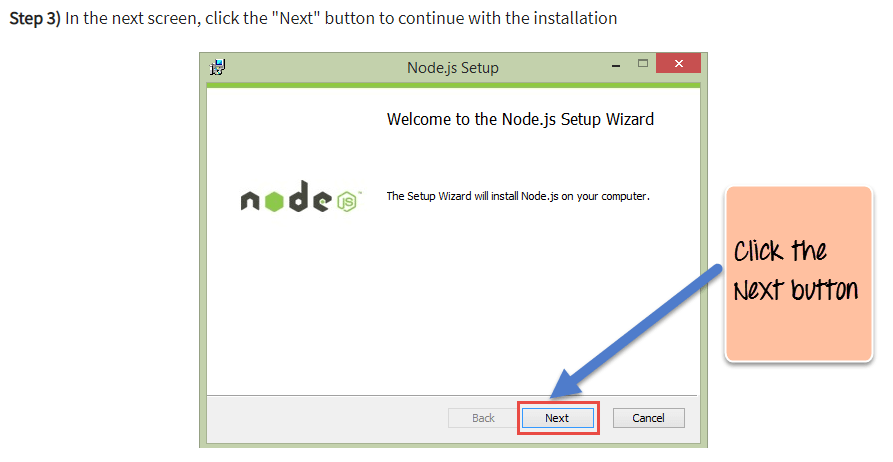 Step 3) In the next screen, click the "Next" button to continue with the installation
Node.js Setup
Welcome to the Node.js Setup Wizard
node JS ™
The Setup Wizard will install Node.js on your computer.
Click the
Next button
Back Next Cancel